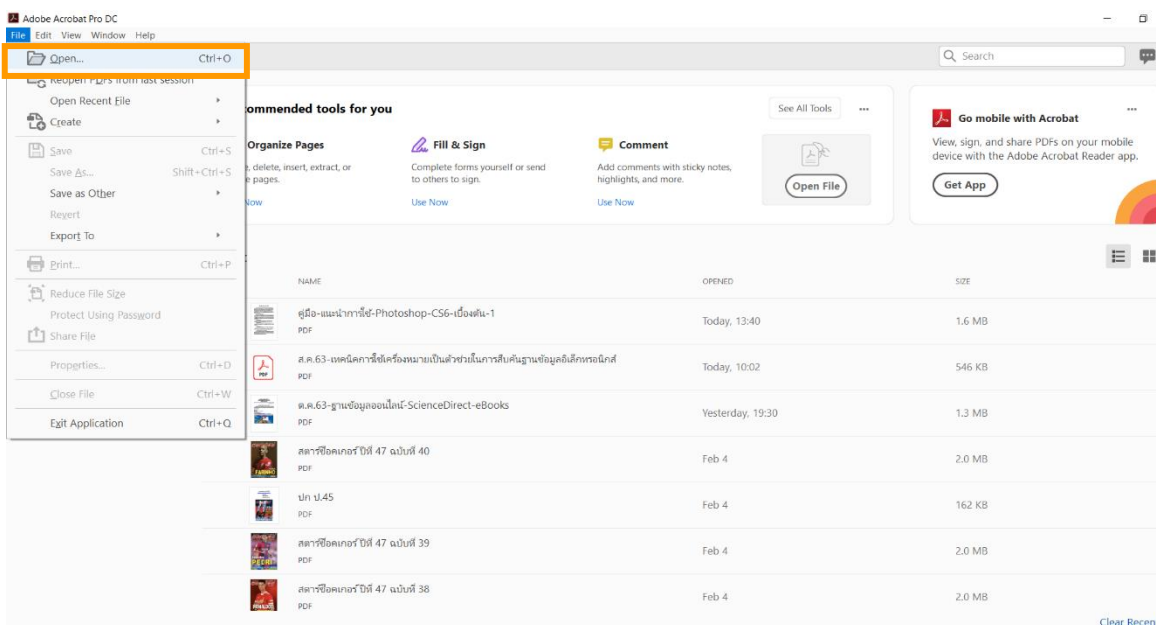 Adobe Acrobat Pro DC
File Edit View Window Help
Open... Ctrl+O
Reopen PDFs from last session
Open Recent File
Create
Save Ctrl+S
Save As... Shift+Ctrl+S
Save as Other
Revert
Export To
Print... Ctrl+P
Reduce File Size
Protect Using Password
Share File
Properties... Ctrl+D
Close File Ctrl+W
Exit Application Ctrl+Q
Search
ommended tools for you
See All Tools
Organize Pages
, delete, insert, extract, or
e pages.
Now
Fill & Sign
Complete forms yourself or send
to others to sign.
Use Now
Comment
Add comments with sticky notes,
highlights, and more.
Use Now
Open File
Go mobile with Acrobat
View, sign, and share PDFs on your mobile
device with the Adobe Acrobat Reader app.
Get App
NAME OPENED SIZE
คู่มือ-แนะนำการใช้-Photoshop-CS6-เบื้องต้น-1
PDF
Today, 13:40
1.6 MB
ส.ค.63-เทคนิคการใช้เครื่องหมายเป็นตัวช่วยในการสืบค้นฐานข้อมูลอิเล็กทรอนิกส์
PDF
Today, 10:02
546 KB
ต.ค.63-ฐานข้อมูลออนไลน์-ScienceDirect-eBooks
PDF
Yesterday, 19:30
1.3 MB
สตาร์ซ๊อคเกอร์ ปีที่ 47 ฉบับที่ 40
PDF
Feb 4
2.0 MB
ปก ป.45
PDF
Feb 4
162 KB
สตาร์ซ๊อคเกอร์ ปีที่ 47 ฉบับที่ 39
PDF
Feb 4
2.0 MB
สตาร์ซ๊อคเกอร์ ปีที่ 47 ฉบับที่ 38
PDF
Feb 4
2.0 MB
Clear Recen